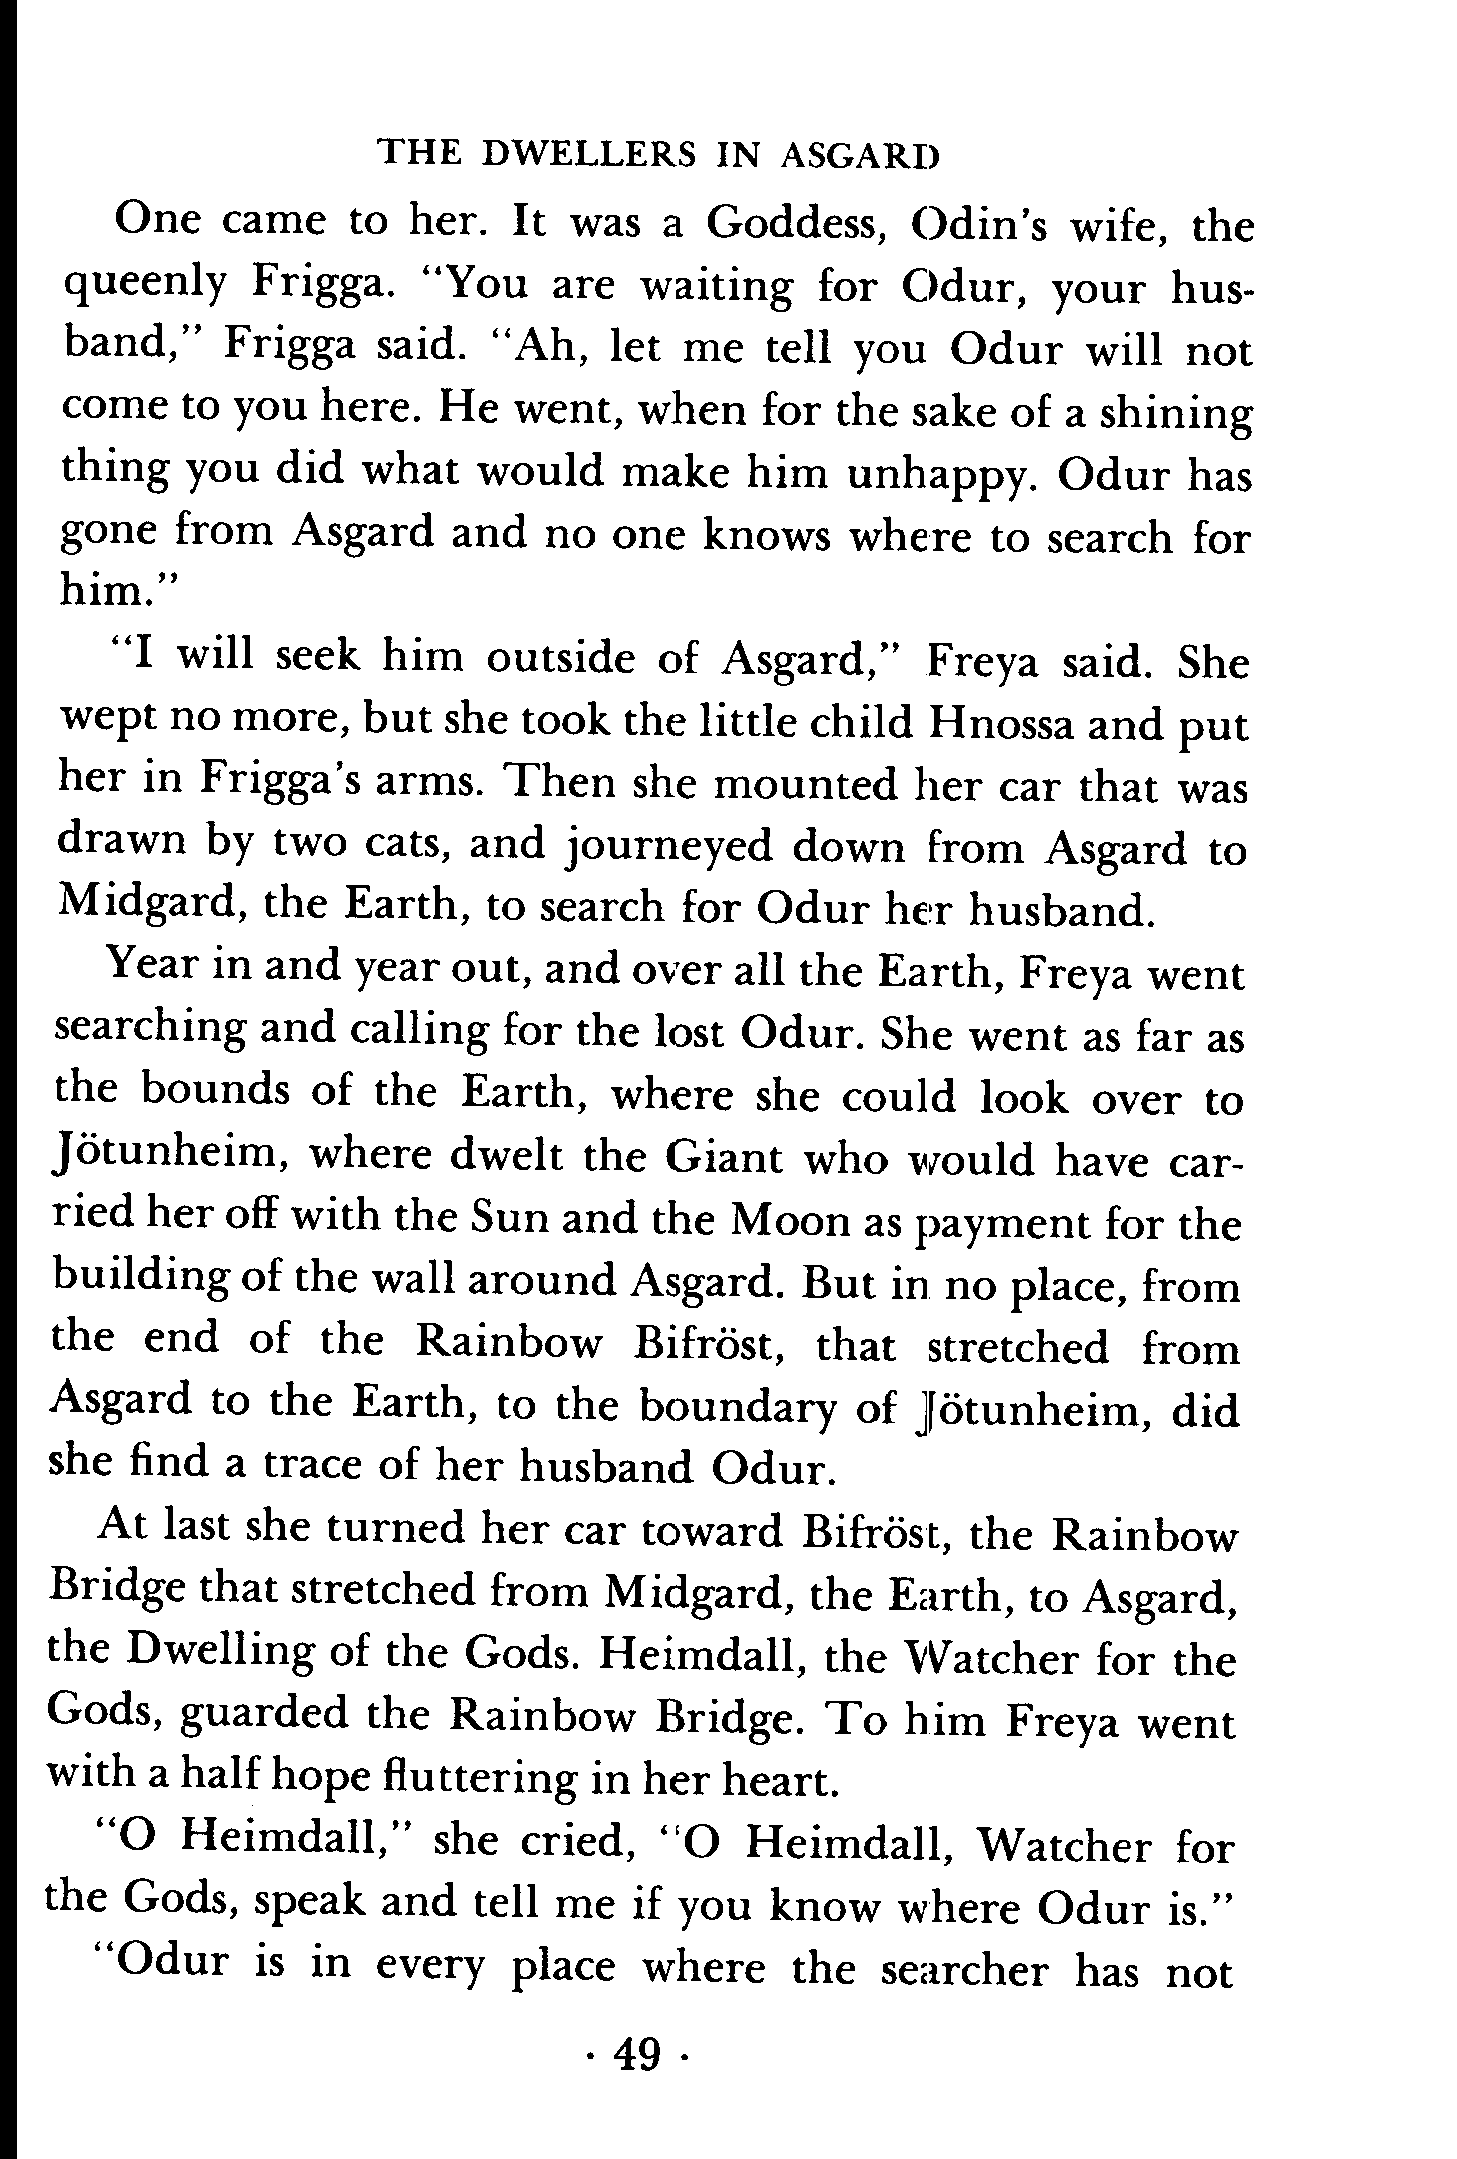 THE DWELLERS IN ASGARD
One came to her. It was a Goddess, Odin's wife, the
queenly Frigga. “You are waiting for Odur, your hus-
band,” Frigga said. “Ah, let me tell you Odur will not
come to you here. He went, when for the sake of a shining
thing you did what would make him unhappy. Odur has
gone from Asgard and no one knows where to search for
him.”
“I will seek him outside of Asgard,” Freya said. She
wept no more, but she took the little child Hnossa and put
her in Frigga's arms. Then she mounted her car that was
drawn by two cats, and journeyed down from Asgard to
Midgard, the Earth, to search for Odur her husband.
Year in and year out, and over all the Earth, Freya went
searching and calling for the lost Odur. She went as far as
the bounds of the Earth, where she could look over to
Jötunheim, where dwelt the Giant who would have car-
ried her off with the Sun and the Moon as payment for the
building of the wall around Asgard. But in no place, from
the end of the Rainbow Bifröst, that stretched from
Asgard to the Earth, to the boundary of Jötunheim, did
she find a trace of her husband Odur.
At last she turned her car toward Bifröst, the Rainbow
Bridge that stretched from Midgard, the Earth, to Asgard,
the Dwelling of the Gods. Heimdall, the Watcher for the
Gods, guarded the Rainbow Bridge. To him Freya went
with a half hope fluttering in her heart.
“O Heimdall,” she cried, “O Heimdall, Watcher for
the Gods, speak and tell me if you know where Odur is.”
“Odur is in every place where the searcher has not
· 49 ·